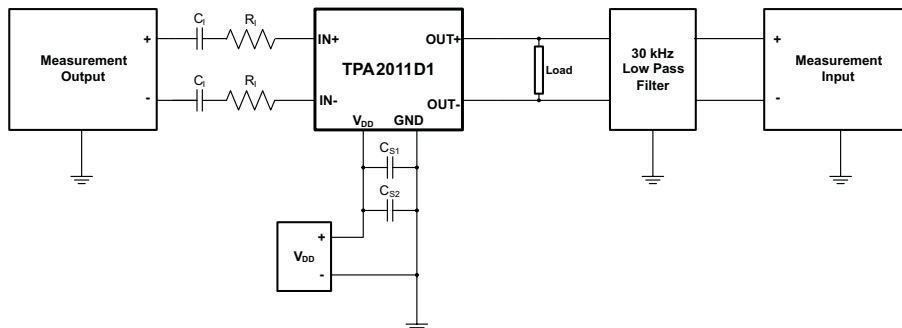 Measurement
Output
+
-
C_I
R_I
C_I
R_I
IN+
IN-
TPA2011D1
OUT+
OUT-
V_DD
GND
C_S1
C_S2
V_DD
+
-
Load
30 kHz
Low Pass
Filter
+
-
Measurement
Input